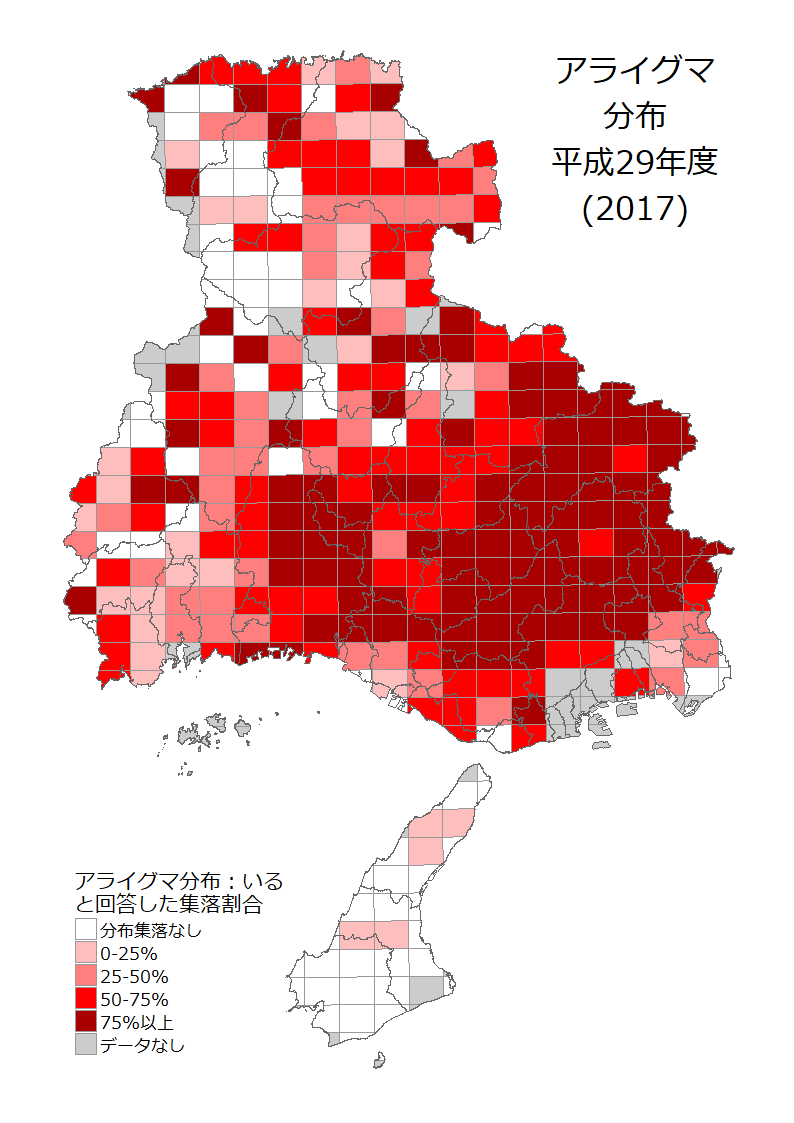 アライグマ
分布
平成29年度
(2017)
アライグマ分布：いる
と回答した集落割合
分布集落なし
0-25%
25-50%
50-75%
75%以上
データなし